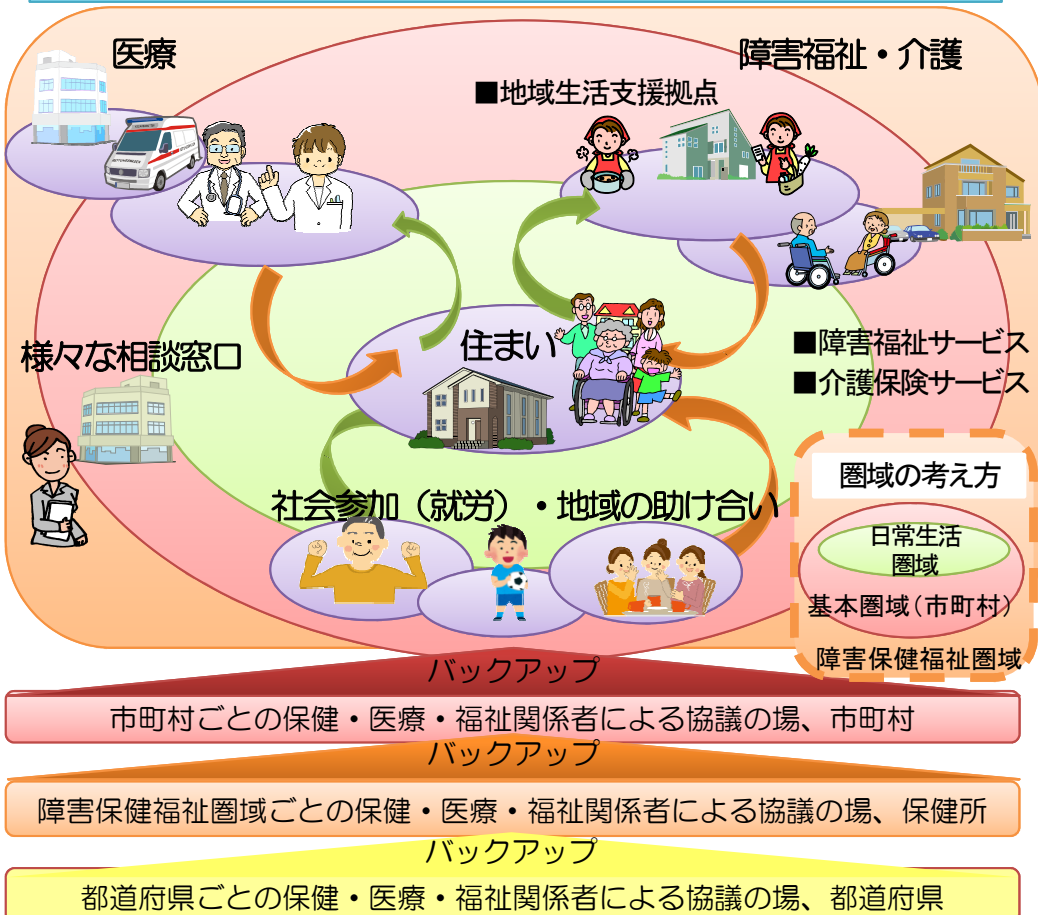 医療
障害福祉・介護
■地域生活支援拠点
様々な相談窓口
住まい
■障害福祉サービス
■介護保険サービス
社会参加（就労）・地域の助け合い
圏域の考え方
日常生活
圏域
基本圏域（市町村）
障害保健福祉圏域
バックアップ
市町村ごとの保健・医療・福祉関係者による協議の場、市町村
バックアップ
障害保健福祉圏域ごとの保健・医療・福祉関係者による協議の場、保健所
バックアップ
都道府県ごとの保健・医療・福祉関係者による協議の場、都道府県